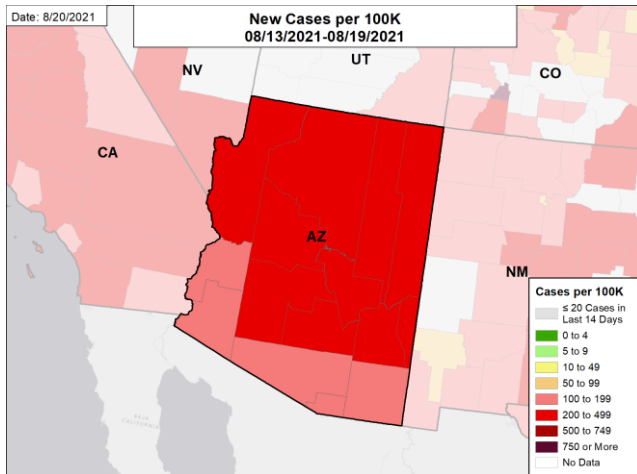 Date: 8/20/2021
New Cases per 100K
08/13/2021-08/19/2021
NV
UT
CO
CA
AZ
NM
BAJA
CALIFORNIA
Cases per 100K
≤ 20 Cases in
Last 14 Days
0 to 4
5 to 9
10 to 49
50 to 99
100 to 199
200 to 499
500 to 749
750 or More
No Data